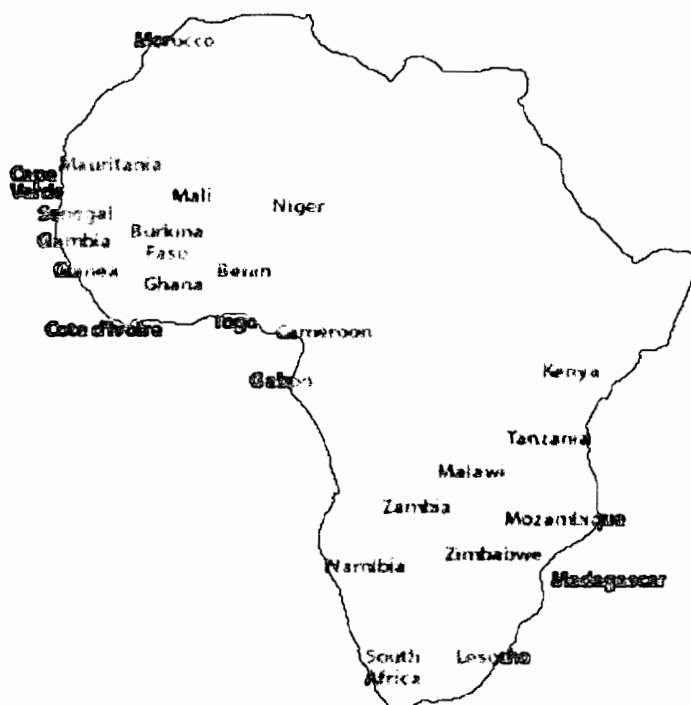 Morocco
Mauritania
Cape
Verde
Mali
Niger
Senegal
Burkina
Faso
Gambia
Guinea
Benin
Ghana
Cote d'Ivoire
Togo
Cameroon
Gabon
Kenya
Tanzania
Malawi
Zambia
Mozambique
Namibia
Zimbabwe
Madagascar
South
Africa
Lesotho